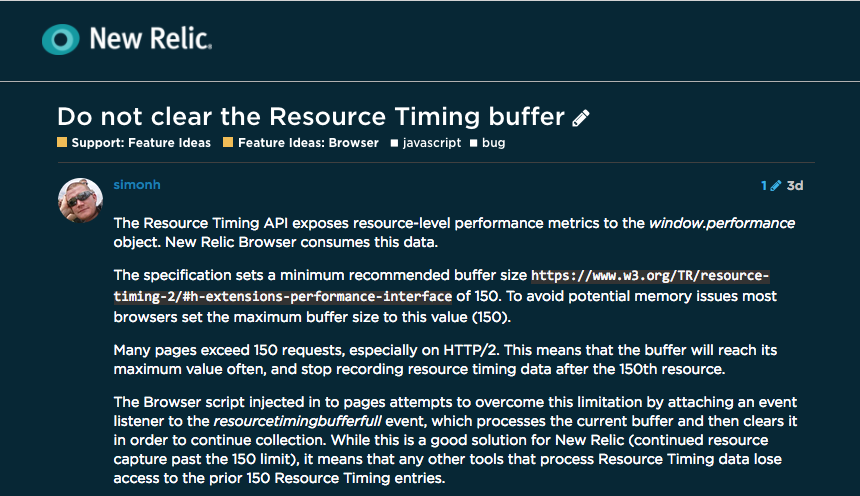 New Relic.
Do not clear the Resource Timing buffer
Support: Feature Ideas Feature Ideas: Browser javascript bug
simonh 1 3d
The Resource Timing API exposes resource-level performance metrics to the window.performance
object. New Relic Browser consumes this data.
The specification sets a minimum recommended buffer size https://www.w3.org/TR/resource-
timing-2/#h-extensions-performance-interface of 150. To avoid potential memory issues most
browsers set the maximum buffer size to this value (150).
Many pages exceed 150 requests, especially on HTTP/2. This means that the buffer will reach its
maximum value often, and stop recording resource timing data after the 150th resource.
The Browser script injected in to pages attempts to overcome this limitation by attaching an event
listener to the resourcetimingbufferfull event, which processes the current buffer and then clears it
in order to continue collection. While this is a good solution for New Relic (continued resource
capture past the 150 limit), it means that any other tools that process Resource Timing data lose
access to the prior 150 Resource Timing entries.